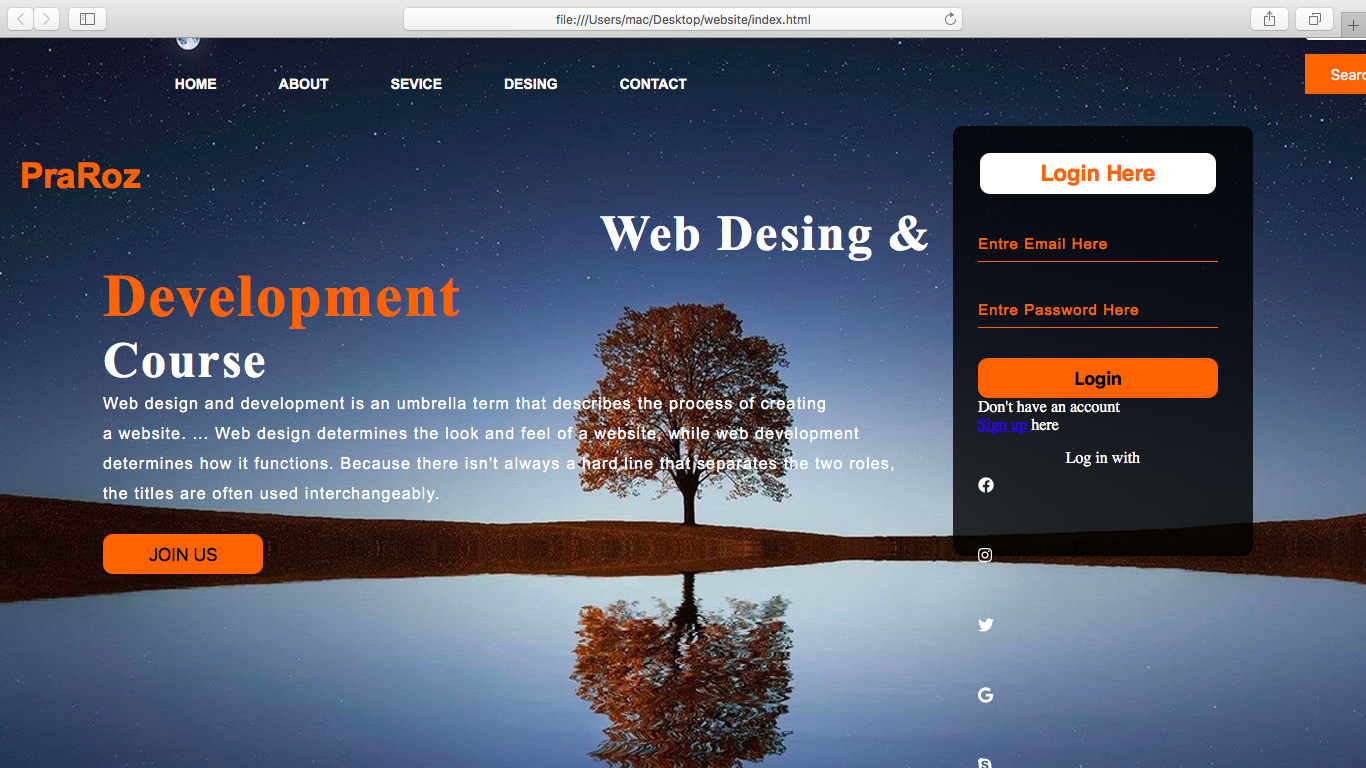 file:///Users/mac/Desktop/website/index.html
HOME ABOUT SEVICE DESING CONTACT
Searc
PraRoz
Web Desing &
Development
Course
Web design and development is an umbrella term that describes the process of creating
a website. ... Web design determines the look and feel of a website, while web development
determines how it functions. Because there isn't always a hard line that separates the two roles,
the titles are often used interchangeably.
JOIN US
Login Here
Entre Email Here
Entre Password Here
Login
Don't have an account
Sign up here
Log in with